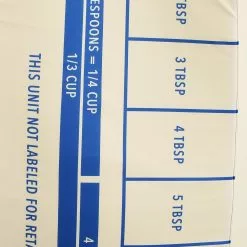 TBSP 3 TBSP 4 TBSP 5 TBSP
ESPOONS = 1/4 CUP 4
1/3 CUP
THIS UNIT NOT LABELED FOR RETA